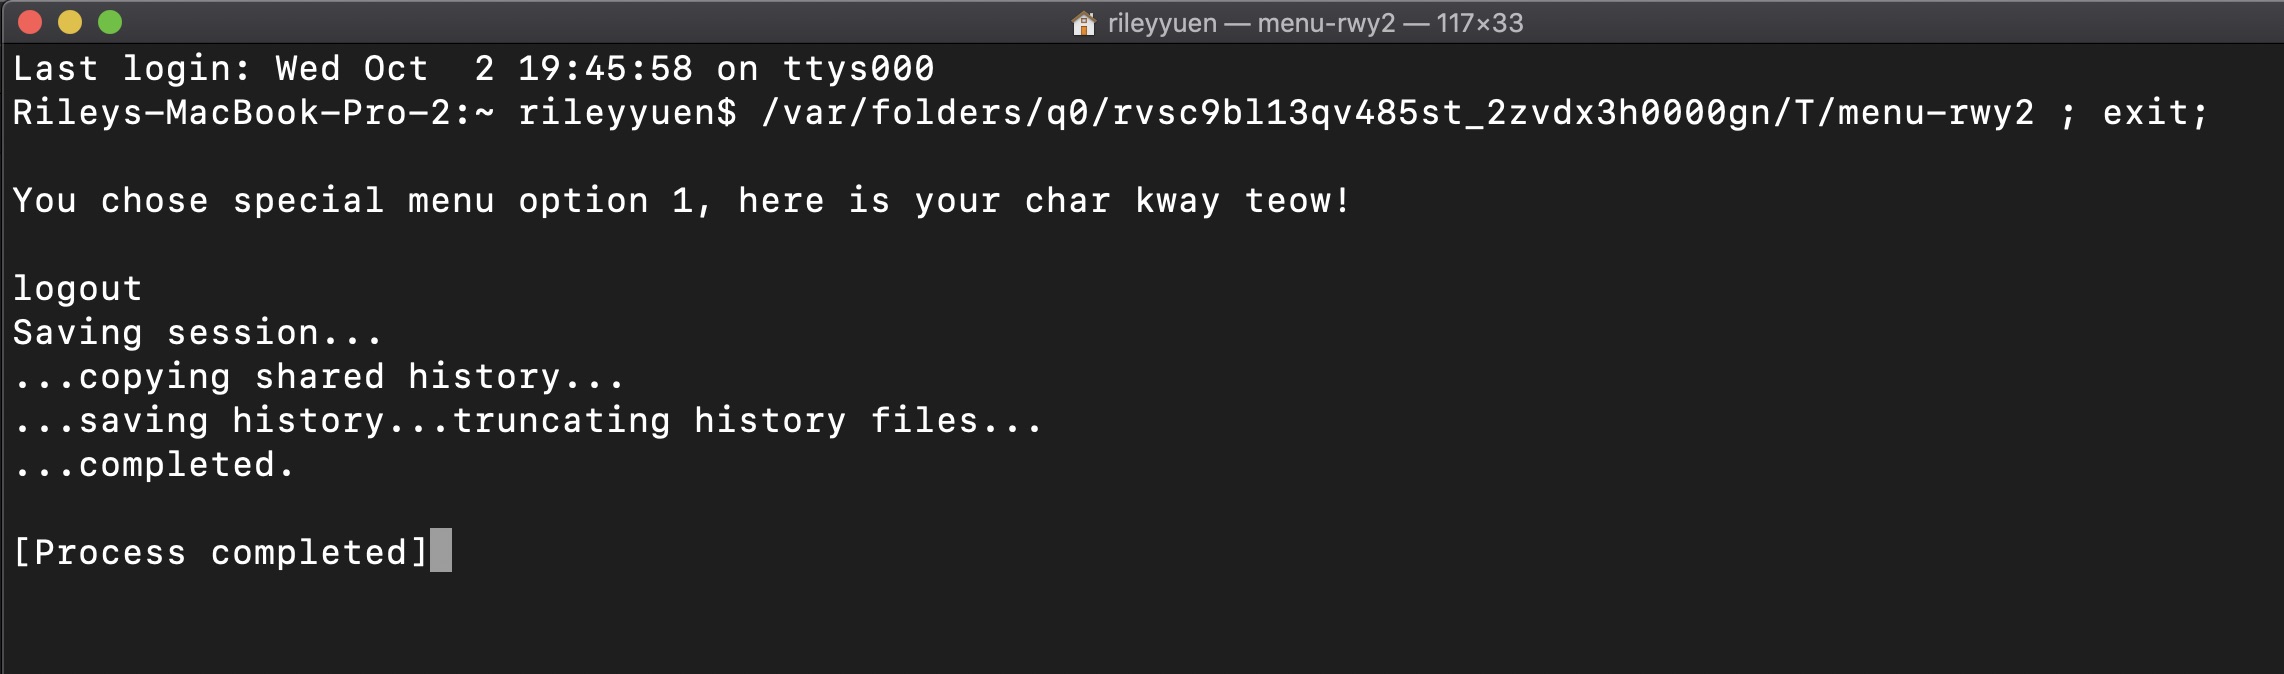 rileyyuen — menu-rwy2 — 117×33
Last login: Wed Oct  2 19:45:58 on ttys000
Rileys-MacBook-Pro-2:~ rileyyuen$ /var/folders/q0/rvsc9bl13qv485st_2zvdx3h0000gn/T/menu-rwy2 ; exit;
You chose special menu option 1, here is your char kway teow!
logout
Saving session...
...copying shared history...
...saving history...truncating history files...
...completed.
[Process completed]